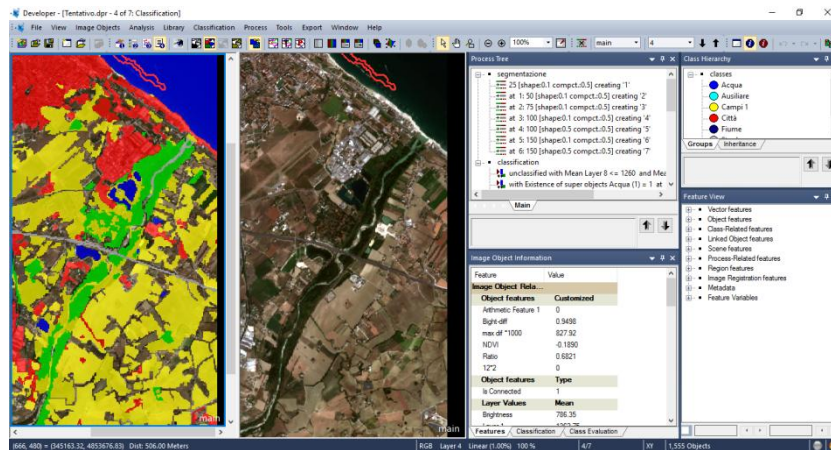 Developer - [Tentativo.dpr - 4 of 7: Classification]
File View Image Objects Analysis Library Classification Process Tools Export Window Help
100% main 4
Process Tree
segmentazione
25 [shape:0.1 compct.:0.5] creating '1'
at 1: 50 [shape:0.1 compct.:0.5] creating '2'
at 2: 75 [shape:0.1 compct.:0.5] creating '3'
at 3: 100 [shape:0.1 compct.:0.5] creating '4'
at 4: 100 [shape:0.5 compct.:0.5] creating '5'
at 5: 150 [shape:0.1 compct.:0.5] creating '6'
at 6: 150 [shape:0.5 compct.:0.5] creating '7'
classification
unclassified with Mean Layer 8 <= 1260 and Mea
with Existence of super objects Acqua (1) = 1 at
Main
Class Hierarchy
classes
Acqua
Ausiliare
Campi 1
Città
Fiume
Groups Inheritance
Feature View
Vector features
Object features
Class-Related features
Linked Object features
Scene features
Process-Related features
Region features
Image Registration features
Metadata
Feature Variables
Image Object Information
Feature Value
Image Object Rela...
Object features Customized
Arithmetic Feature 1 0
Bight-diff 0.9498
max dif *1000 827.92
NDVI -0.1890
Ratio 0.6821
12*2 0
Object features Type
Is Connected 1
Layer Values Mean
Brightness 786.35
Features Classification Class Evaluation
main
main
(666, 480) = (345163.32, 4853676.83) Dist: 506.00 Meters
RGB Layer 4 Linear (1.00%) 100 % 4/7 XY 1,555 Objects